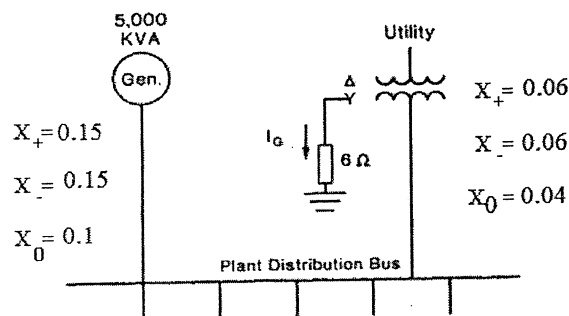 5,000
KVA
Gen.
X+ = 0.15
X- = 0.15
X0 = 0.1
Utility
Δ
Y
IG
6 Ω
X+ = 0.06
X- = 0.06
X0 = 0.04
Plant Distribution Bus